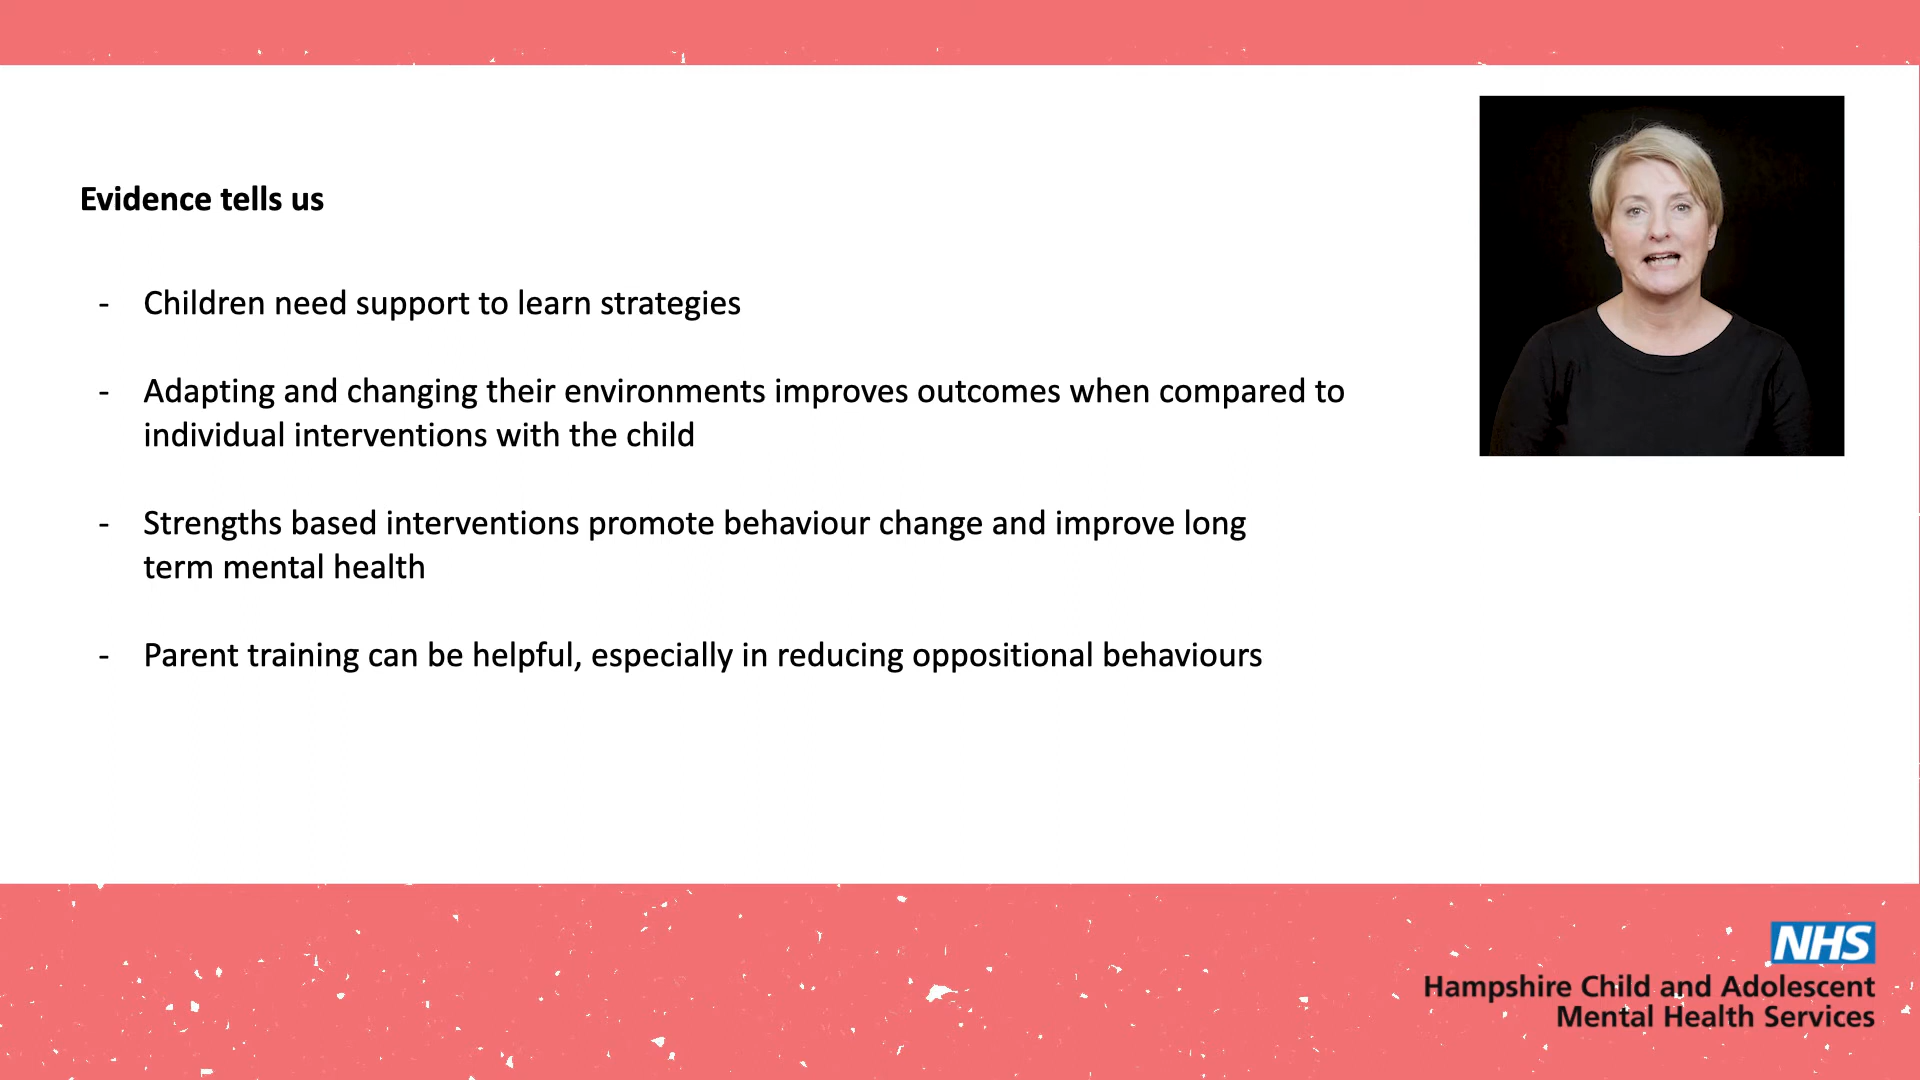 Evidence tells us
- Children need support to learn strategies
- Adapting and changing their environments improves outcomes when compared to
individual interventions with the child
- Strengths based interventions promote behaviour change and improve long
term mental health
- Parent training can be helpful, especially in reducing oppositional behaviours
NHS
Hampshire Child and Adolescent
Mental Health Services